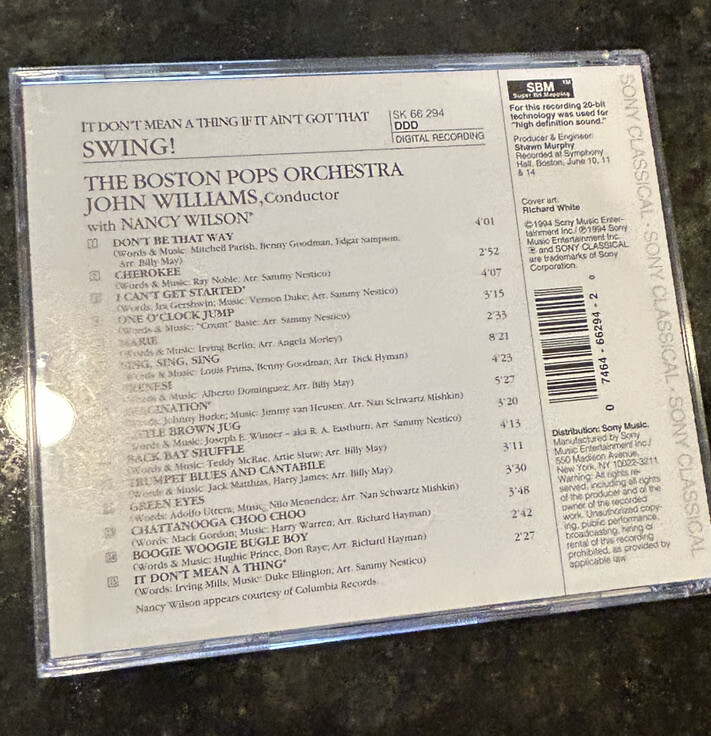 IT DON'T MEAN A THING IF IT AIN'T GOT THAT
SWING!
SK 66 294
DDD
DIGITAL RECORDING
THE BOSTON POPS ORCHESTRA
JOHN WILLIAMS, Conductor
with NANCY WILSON*
DON'T BE THAT WAY 4'01
(Words & Music: Mitchell Parish, Benny Goodman, Edgar Sampson,
Arr. Billy May)
CHEROKEE 2'52
(Words & Music: Ray Noble; Arr. Sammy Nestico)
I CAN'T GET STARTED* 4'07
(Words: Ira Gershwin; Music: Vernon Duke; Arr. Sammy Nestico)
ONE O'CLOCK JUMP 3'15
(Words & Music: "Count" Basie; Arr. Sammy Nestico)
MARIE 2'33
(Words & Music: Irving Berlin; Arr. Angela Morley)
SING, SING, SING 8'21
(Words & Music: Louis Prima, Benny Goodman; Arr. Dick Hyman)
FRENESI 4'23
(Words & Music: Alberto Dominguez; Arr. Billy May)
IMAGINATION* 5'27
(Words: Johnny Burke; Music: Jimmy van Heusen; Arr. Nan Schwartz Mishkin)
LITTLE BROWN JUG 3'20
(Words & Music: Joseph E. Winner – aka R. A. Eastburn; Arr. Sammy Nestico)
BACK BAY SHUFFLE 4'13
(Words & Music: Teddy McRae, Artie Shaw; Arr. Billy May)
TRUMPET BLUES AND CANTABILE 3'11
(Words & Music: Jack Matthias, Harry James; Arr. Billy May)
GREEN EYES 3'30
(Words: Adolfo Utrera; Music: Nilo Menendez; Arr. Nan Schwartz Mishkin)
CHATTANOOGA CHOO CHOO 3'48
(Words: Mack Gordon; Music: Harry Warren; Arr. Richard Hayman)
BOOGIE WOOGIE BUGLE BOY 2'42
(Words & Music: Hughie Prince, Don Raye; Arr. Richard Hayman)
15 IT DON'T MEAN A THING* 2'27
(Words: Irving Mills, Music: Duke Ellington; Arr. Sammy Nestico)
Nancy Wilson appears courtesy of Columbia Records.
SBM™
Super Bit Mapping
For this recording 20-bit
technology was used for
"high definition sound."
Producer & Engineer:
Shawn Murphy
Recorded at Symphony
Hall, Boston, June 10, 11
& 14
Cover art:
Richard White
©1994 Sony Music Enter-
tainment Inc./ ℗1994 Sony
Music Entertainment Inc.
® and SONY CLASSICAL
are trademarks of Sony
Corporation.
0 7464-66294-2 0
Distribution: Sony Music.
Manufactured by Sony
Music Entertainment Inc./
550 Madison Avenue,
New York, NY 10022-3211
Warning: All rights re-
served, including all rights
of the producer and of the
owner of the recorded
work. Unauthorized copy-
ing, public performance,
broadcasting, hiring or
rental of this recording
prohibited, as provided by
applicable law
SONY CLASSICAL · SONY CLASSICAL · SONY CLASSICAL